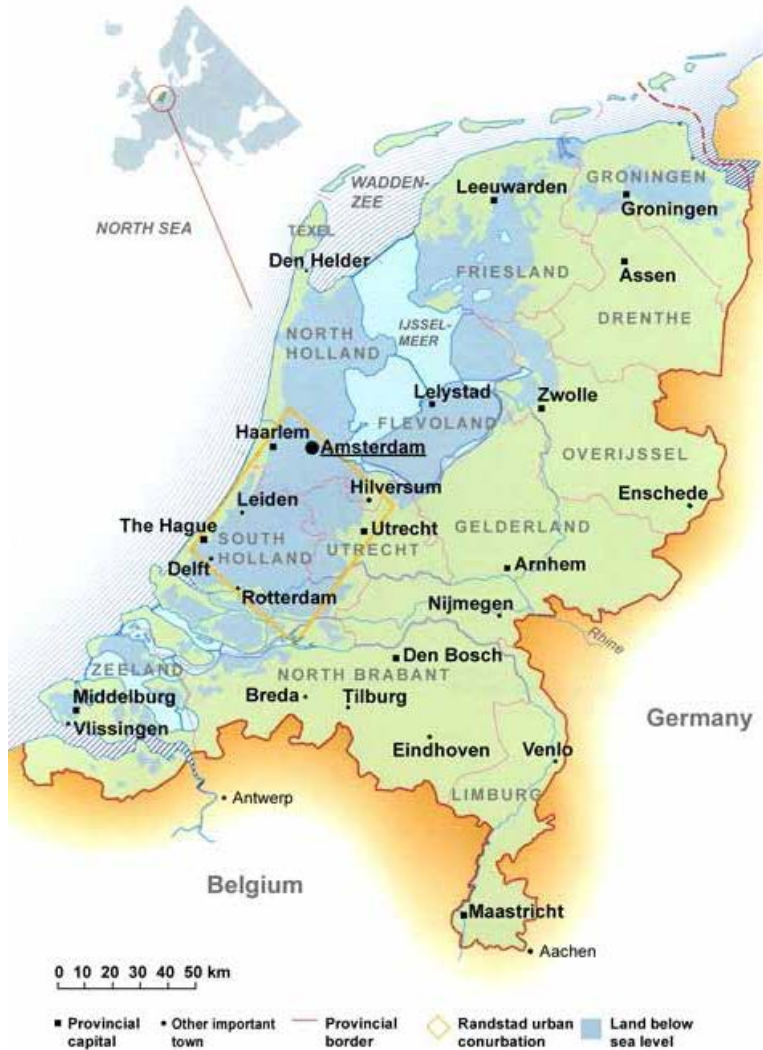 WADDEN-
ZEE
NORTH SEA
TEXEL
Den Helder
Leeuwarden
GRONINGEN
Groningen
FRIESLAND
Assen
DRENTHE
NORTH
HOLLAND
IJSSEL-
MEER
Lelystad
FLEVOLAND
Zwolle
Haarlem
Amsterdam
OVERIJSSEL
Leiden
Hilversum
Enschede
The Hague
SOUTH
HOLLAND
Utrecht
UTRECHT
GELDERLAND
Delft
Arnhem
Rotterdam
Nijmegen
Rhine
ZEELAND
NORTH BRABANT
Den Bosch
Middelburg
Breda
Tilburg
Vlissingen
Eindhoven
Venlo
Germany
LIMBURG
Antwerp
Belgium
Maastricht
Aachen
0 10 20 30 40 50 km
Provincial
capital
Other important
town
Provincial
border
Randstad urban
conurbation
Land below
sea level